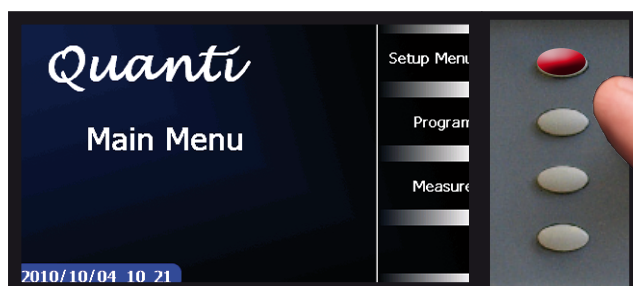 Quanti
Main Menu
Setup Menu
Program
Measure
2010/10/04 10 21